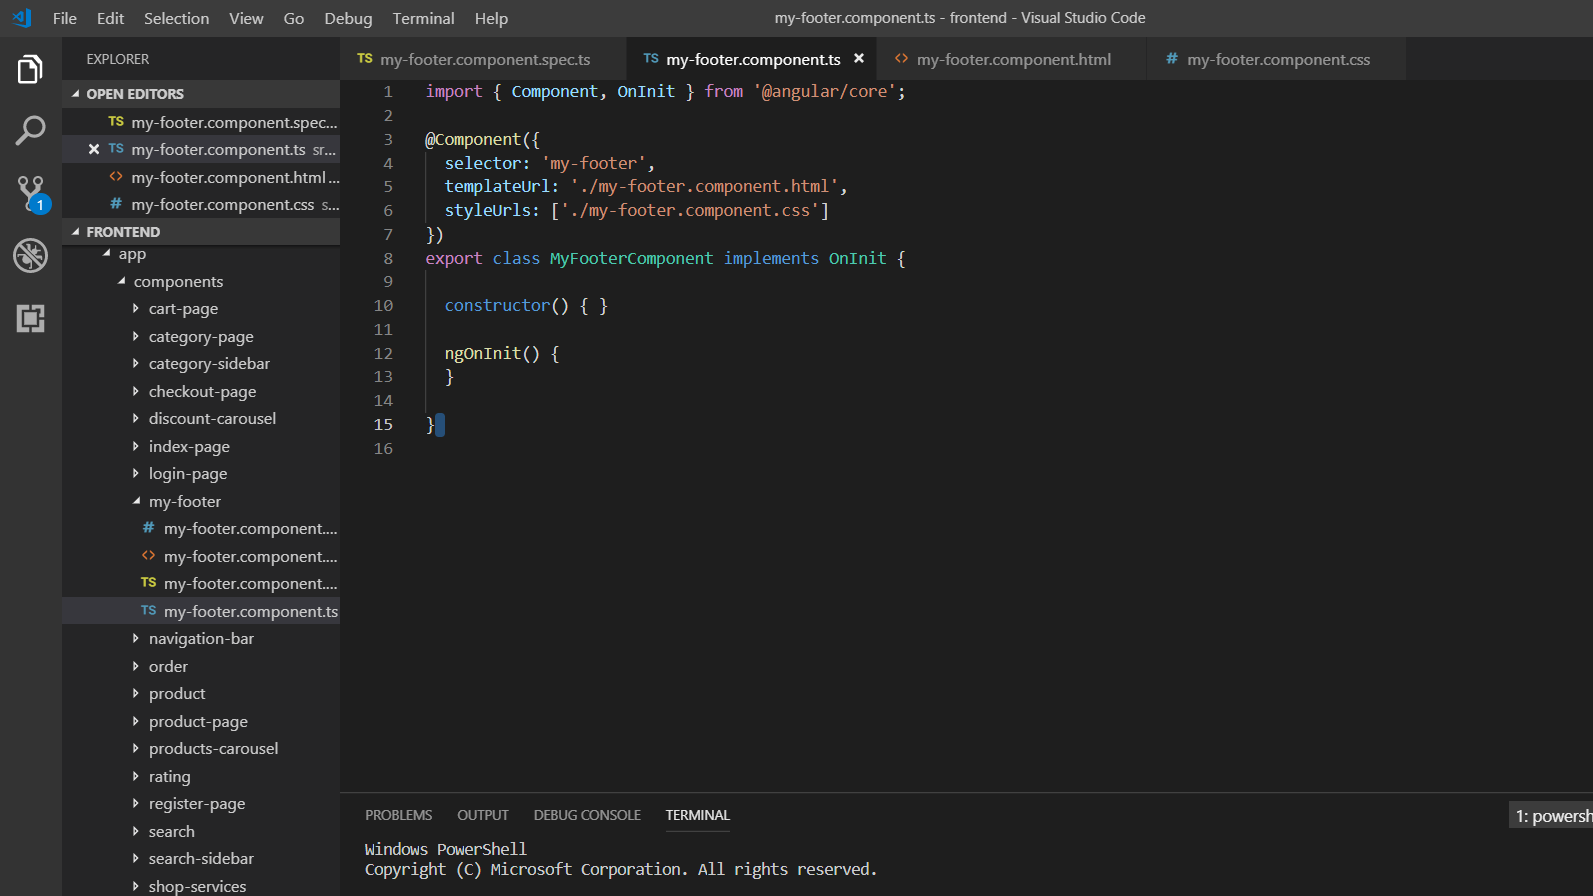 File Edit Selection View Go Debug Terminal Help
my-footer.component.ts - frontend - Visual Studio Code
EXPLORER
OPEN EDITORS
TS my-footer.component.spec...
TS my-footer.component.ts sr...
<> my-footer.component.html ...
# my-footer.component.css s...
1
FRONTEND
app
components
cart-page
category-page
category-sidebar
checkout-page
discount-carousel
index-page
login-page
my-footer
# my-footer.component....
<> my-footer.component....
TS my-footer.component....
TS my-footer.component.ts
navigation-bar
order
product
product-page
products-carousel
rating
register-page
search
search-sidebar
shop-services
TS my-footer.component.spec.ts
TS my-footer.component.ts
<> my-footer.component.html
# my-footer.component.css
1 import { Component, OnInit } from '@angular/core';
2
3 @Component({
4 selector: 'my-footer',
5 templateUrl: './my-footer.component.html',
6 styleUrls: ['./my-footer.component.css']
7 })
8 export class MyFooterComponent implements OnInit {
9
10 constructor() { }
11
12 ngOnInit() {
13 }
14
15 }
16
PROBLEMS OUTPUT DEBUG CONSOLE TERMINAL
1: powersh
Windows PowerShell
Copyright (C) Microsoft Corporation. All rights reserved.